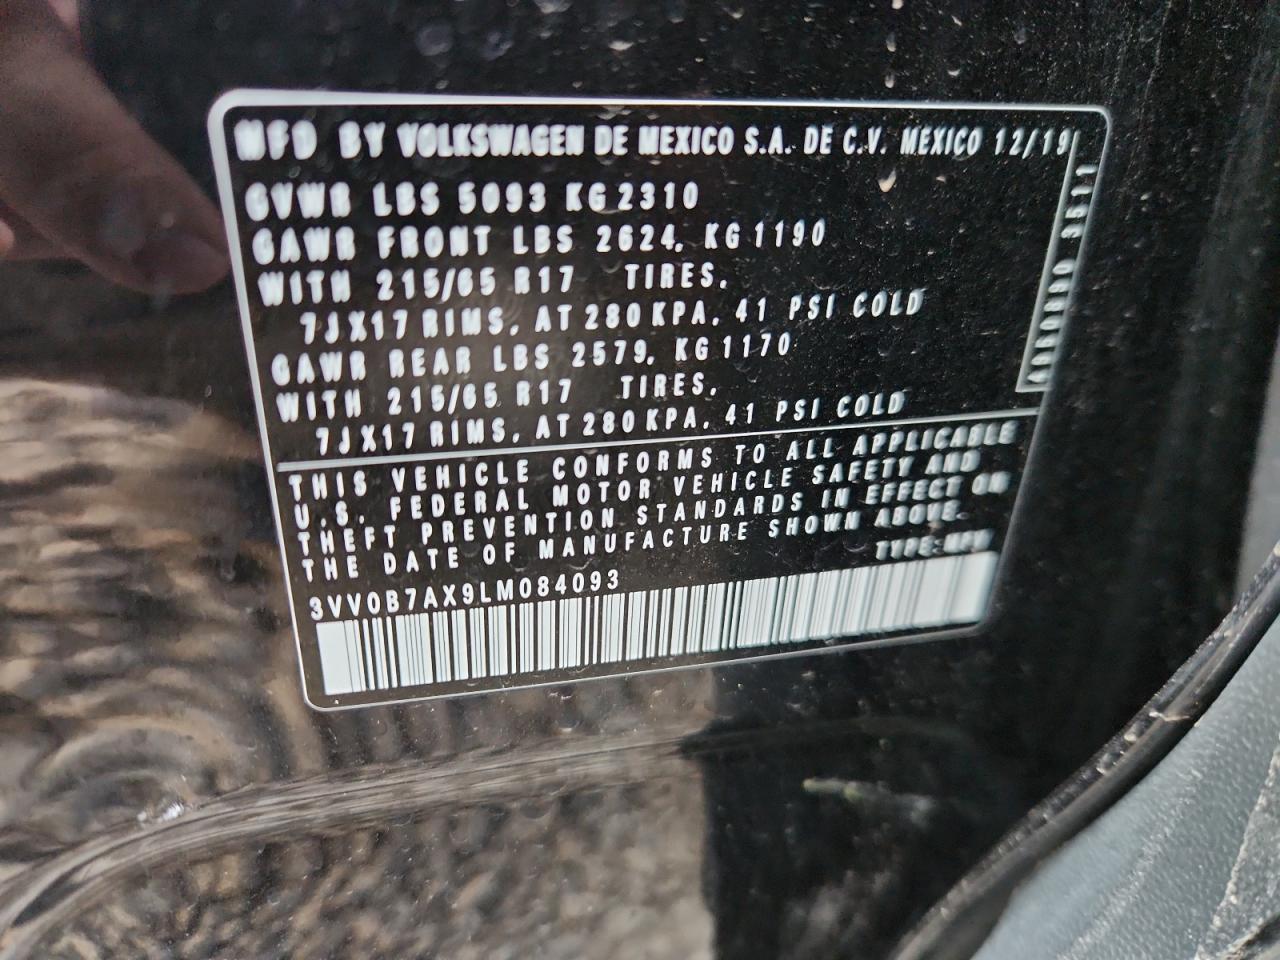 MFD BY VOLKSWAGEN DE MEXICO S.A. DE C.V. MEXICO 12/19
GVWR LBS 5093 KG 2310
GAWR FRONT LBS 2624, KG 1190
WITH 215/65 R17 TIRES,
7JX17 RIMS, AT 280 KPA, 41 PSI COLD
GAWR REAR LBS 2579, KG 1170
WITH 215/65 R17 TIRES,
7JX17 RIMS, AT 280 KPA, 41 PSI COLD
THIS VEHICLE CONFORMS TO ALL APPLICABLE
U.S. FEDERAL MOTOR VEHICLE SAFETY AND
THEFT PREVENTION STANDARDS IN EFFECT ON
THE DATE OF MANUFACTURE SHOWN ABOVE.
TYPE:MPV
3VV0B7AX9LM084093